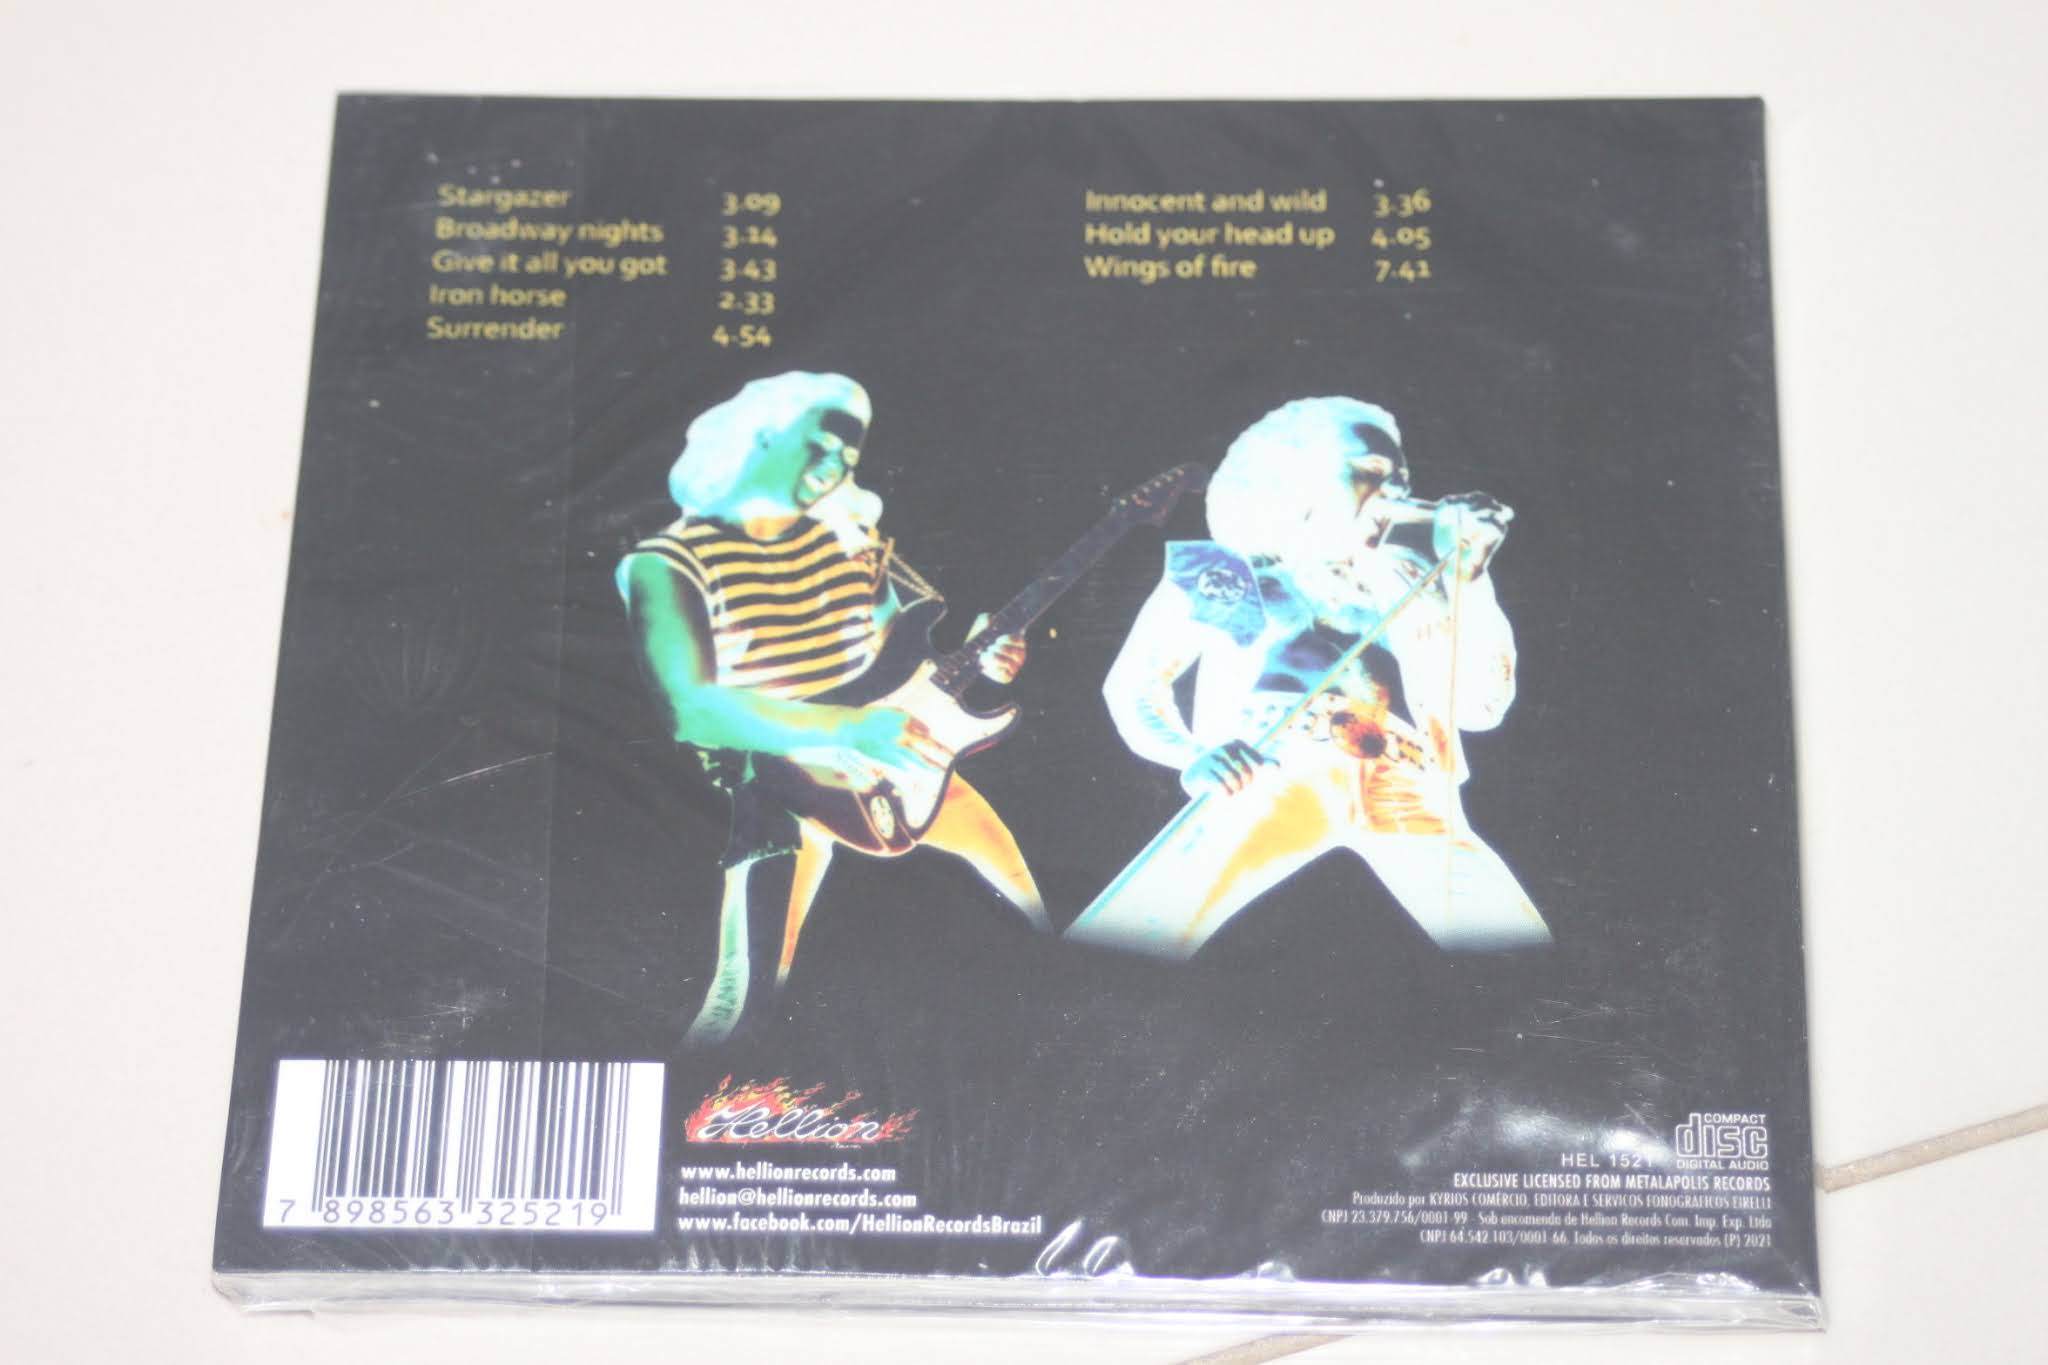 Stargazer 3.09
Broadway nights 3.14
Give it all you got 3.43
Iron horse 2.33
Surrender 4.54
Innocent and wild 3.36
Hold your head up 4.05
Wings of fire 7.41
7 898563 325219
Hellion
www.hellionrecords.com
hellion@hellionrecords.com
www.facebook.com/HellionRecordsBrazil
COMPACT
disc
DIGITAL AUDIO
HEL 1521
EXCLUSIVE LICENSED FROM METALAPOLIS RECORDS
Produzido por KYRIOS COMÉRCIO, EDITORA E SERVICOS FONOGRAFICOS EIRELLI
CNPJ 23.379.756/0001-99 - Sob encomenda de Hellion Records Com. Imp. Exp. Ltda
CNPJ 64.542.103/0001-66. Todos os direitos reservados (P) 2021